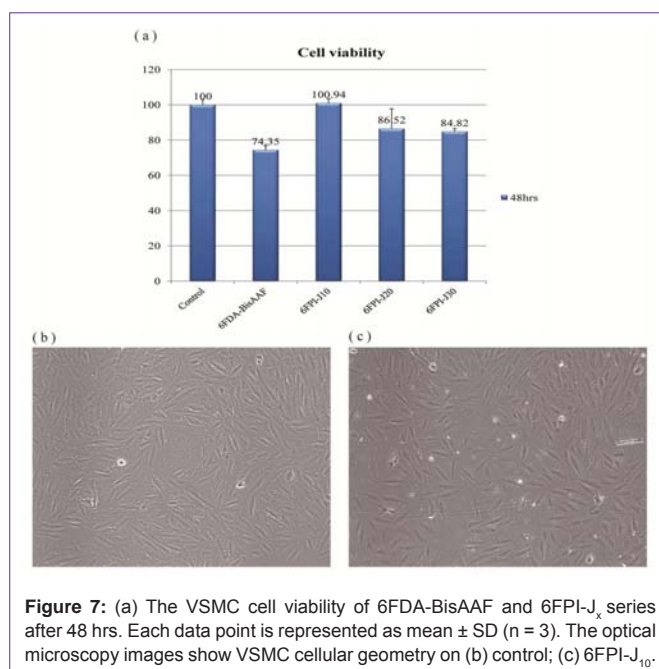 ( a )
Cell viability
120
100
80
60
40
20
0
100
74.35
100.94
86.52
84.82
Control
6FDA-BisAAF
6FPI-J10
6FPI-J20
6FPI-J30
48hrs
( b )
( c )
Figure 7: (a) The VSMC cell viability of 6FDA-BisAAF and 6FPI-Jx series
after 48 hrs. Each data point is represented as mean ± SD (n = 3). The optical
microscopy images show VSMC cellular geometry on (b) control; (c) 6FPI-J10.